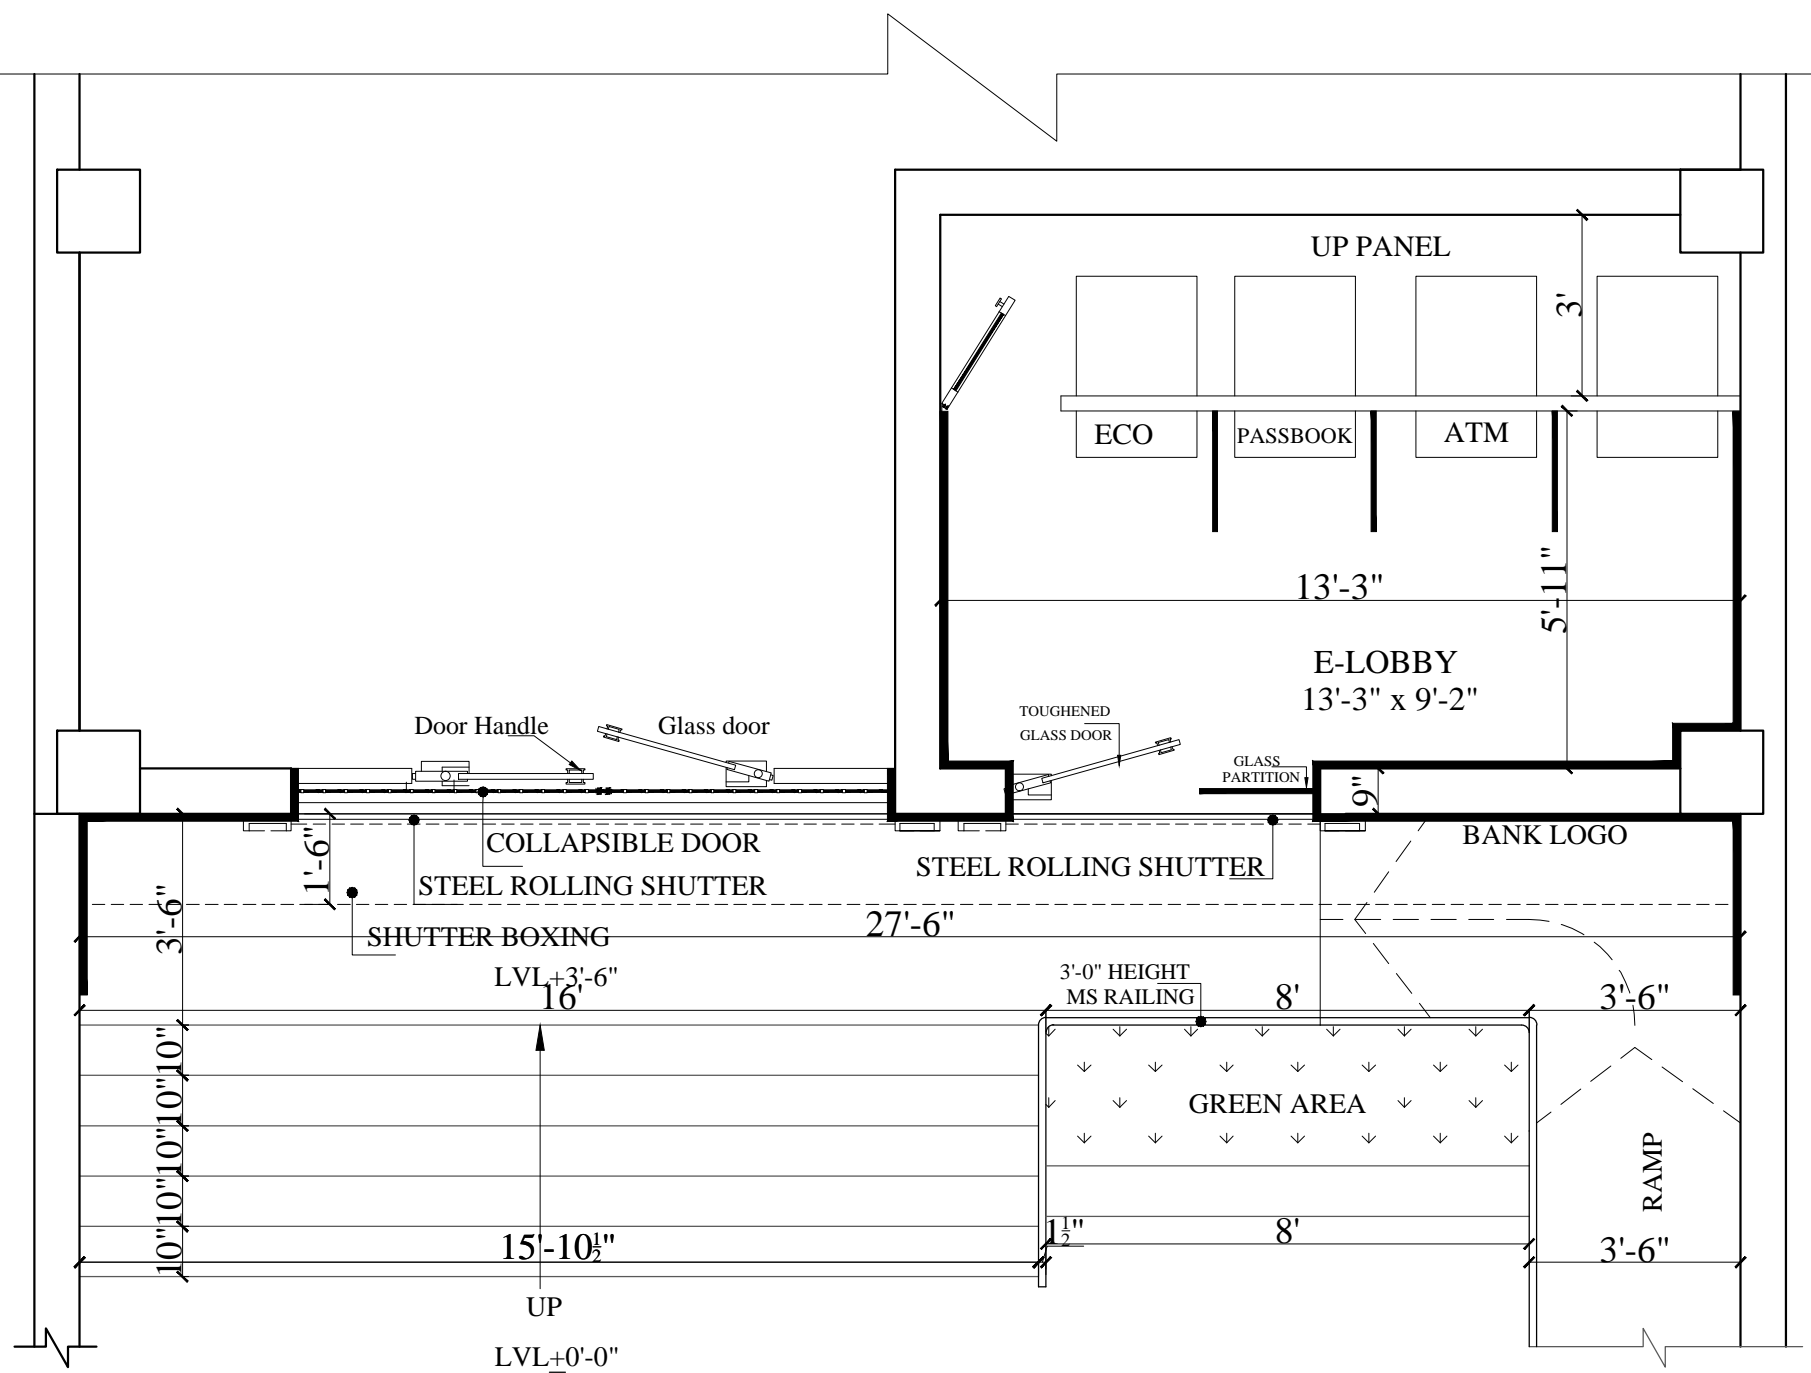 UP PANEL
3'
ECO
PASSBOOK
ATM
13'-3"
5'-11"
E-LOBBY
13'-3" x 9'-2"
Door Handle
Glass door
TOUGHENED
GLASS DOOR
GLASS
PARTITION
9"
COLLAPSIBLE DOOR
BANK LOGO
1'-6"
STEEL ROLLING SHUTTER
STEEL ROLLING SHUTTER
3'-6"
27'-6"
SHUTTER BOXING
LVL+3'-6"
3'-0" HEIGHT
MS RAILING
16'
8'
3'-6"
10"
10"
10"
10"
10"
GREEN AREA
RAMP
15'-10½"
1½"
8'
3'-6"
UP
LVL±0'-0"